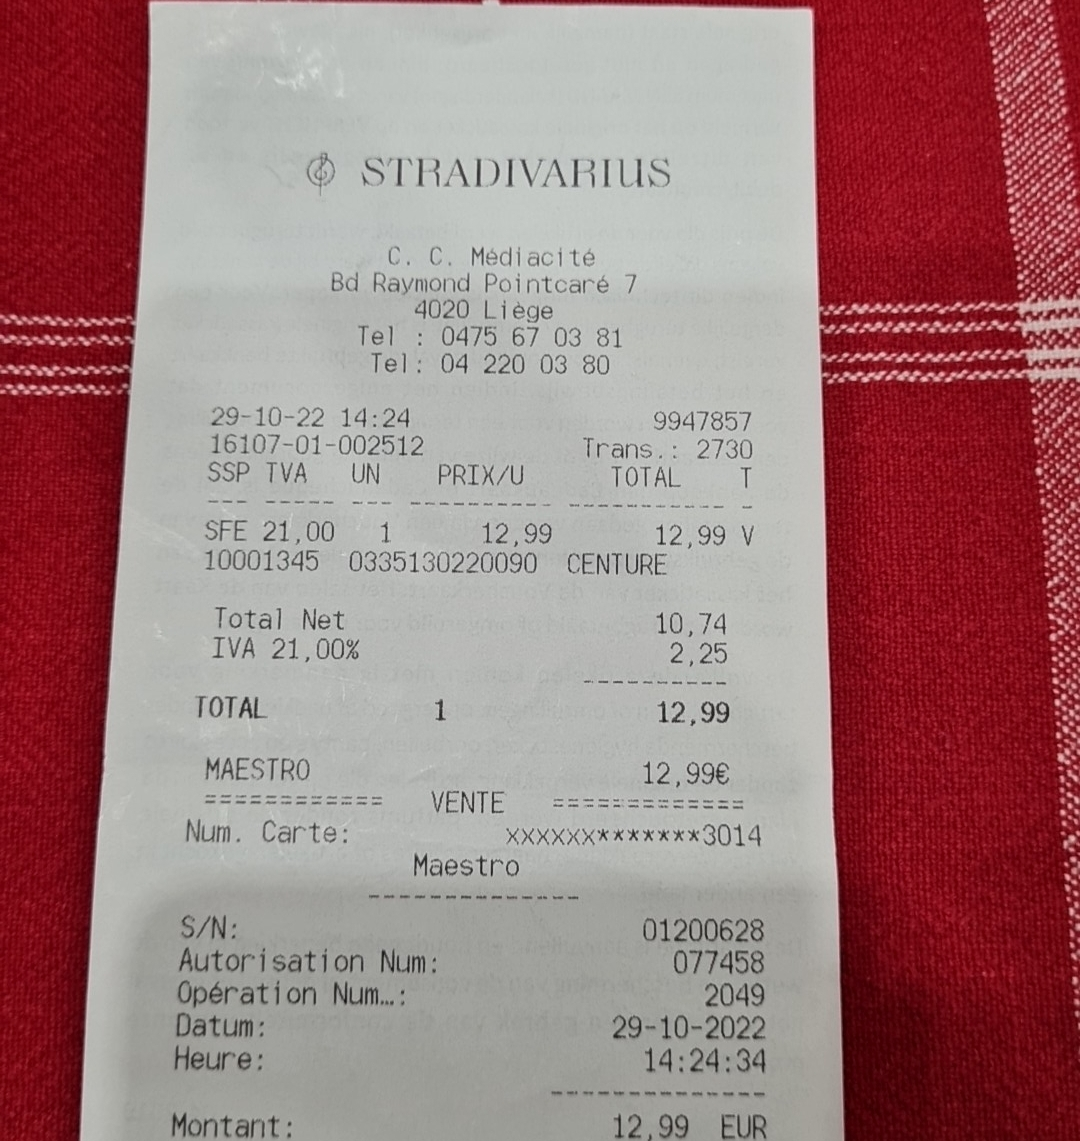 STRADIVARIUS
C. C. Médiacité
Bd Raymond Pointcaré 7
4020 Liège
Tel : 0475 67 03 81
Tel: 04 220 03 80
29-10-22 14:24 9947857
16107-01-002512 Trans.: 2730
SSP TVA UN PRIX/U TOTAL T
SFE 21,00 1 12,99 12,99 V
10001345 0335130220090 CENTURE
Total Net 10,74
IVA 21,00% 2,25
TOTAL 1 12,99
MAESTRO 12,99€
============ VENTE =============
Num. Carte: xxxxxx*******3014
Maestro
S/N: 01200628
Autorisation Num: 077458
Opération Num…: 2049
Datum: 29-10-2022
Heure: 14:24:34
Montant: 12,99 EUR